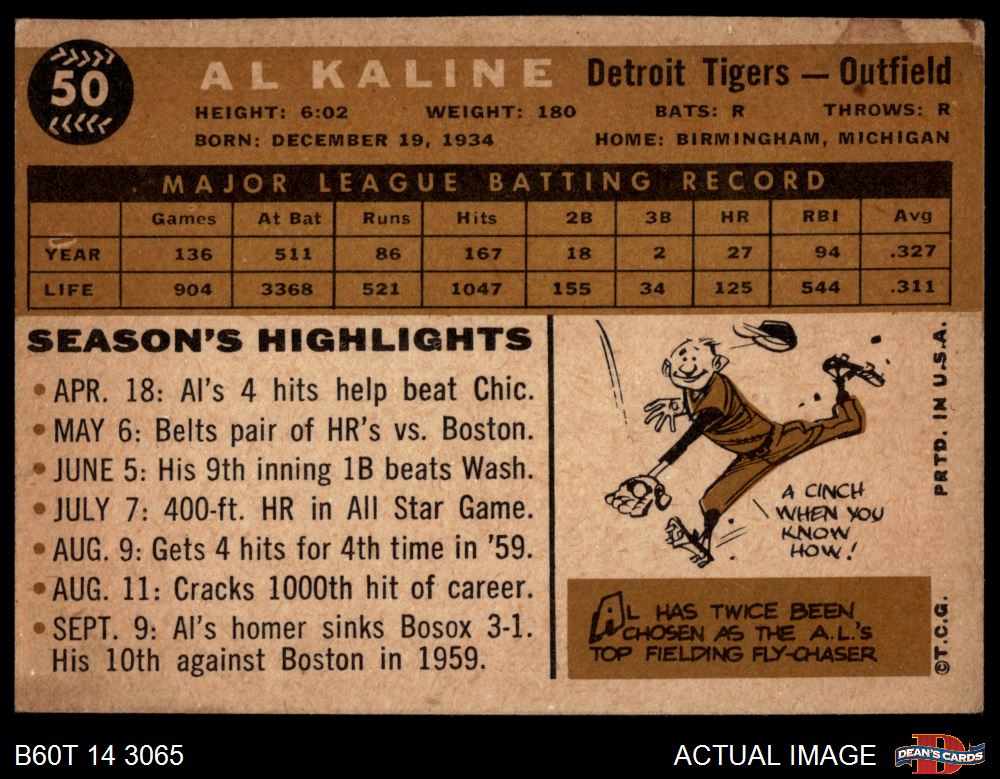 50
AL KALINE Detroit Tigers — Outfield
HEIGHT: 6:02 WEIGHT: 180 BATS: R THROWS: R
BORN: DECEMBER 19, 1934 HOME: BIRMINGHAM, MICHIGAN
MAJOR LEAGUE BATTING RECORD
Games At Bat Runs Hits 2B 3B HR RBI Avg
YEAR 136 511 86 167 18 2 27 94 .327
LIFE 904 3368 521 1047 155 34 125 544 .311
SEASON'S HIGHLIGHTS
• APR. 18: Al's 4 hits help beat Chic.
• MAY 6: Belts pair of HR's vs. Boston.
• JUNE 5: His 9th inning 1B beats Wash.
• JULY 7: 400-ft. HR in All Star Game.
• AUG. 9: Gets 4 hits for 4th time in '59.
• AUG. 11: Cracks 1000th hit of career.
• SEPT. 9: Al's homer sinks Bosox 3-1.
His 10th against Boston in 1959.
A CINCH
WHEN YOU
KNOW
HOW!
AL HAS TWICE BEEN
CHOSEN AS THE A.L.'S
TOP FIELDING FLY-CHASER
PRTD. IN U.S.A.
©T.C.G.
B60T 14 3065 ACTUAL IMAGE
DEAN'S CARDS